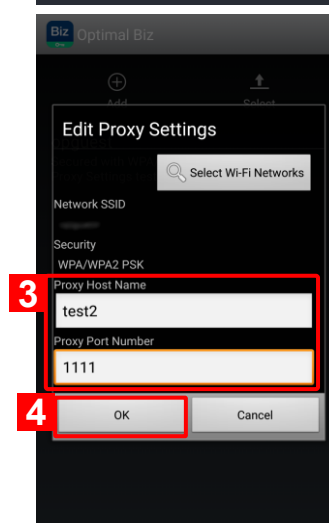 Biz Optimal Biz
Add Select
Edit Proxy Settings
Select Wi-Fi Networks
Network SSID
Security
WPA/WPA2 PSK
3
Proxy Host Name
test2
Proxy Port Number
1111
4
OK Cancel